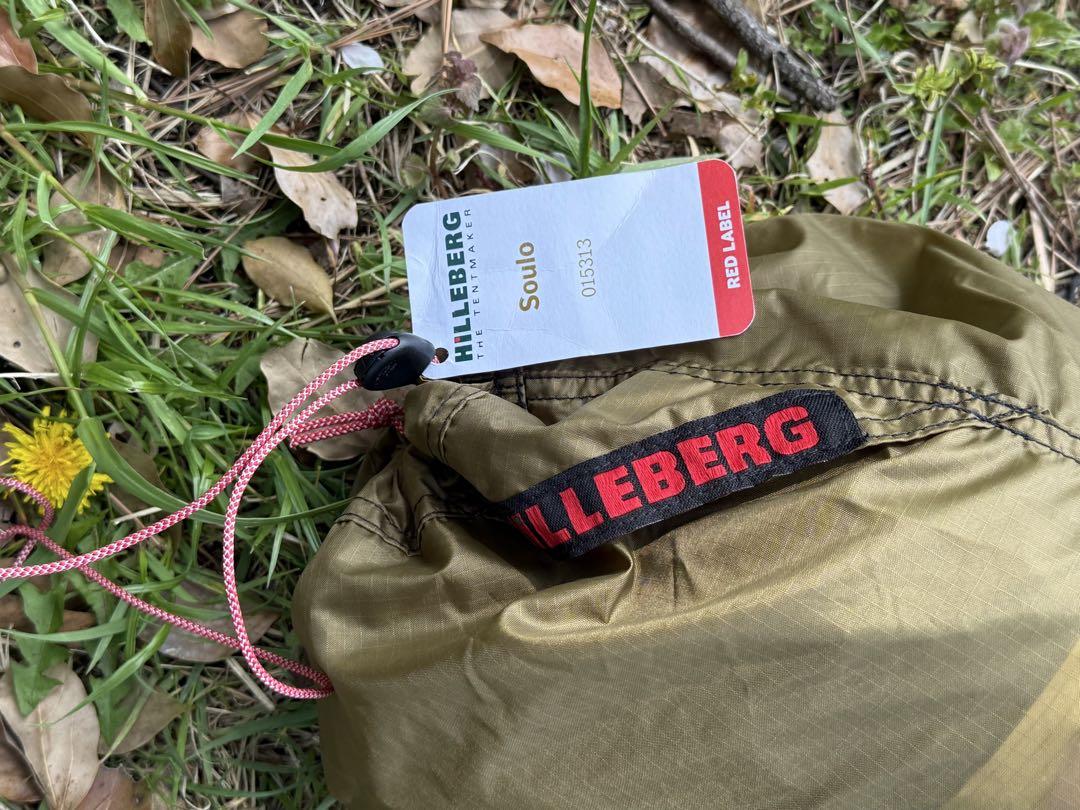 HILLEBERG
THE TENTMAKER
Soulo
015313
RED LABEL
HILLEBERG